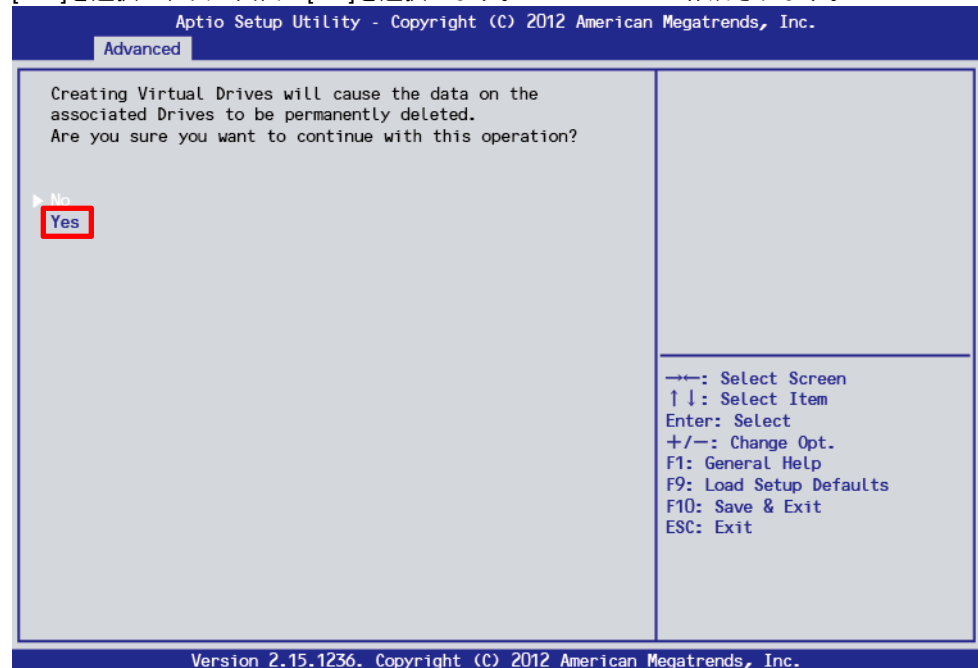 Aptio Setup Utility - Copyright (C) 2012 American Megatrends, Inc.
Advanced
Creating Virtual Drives will cause the data on the
associated Drives to be permanently deleted.
Are you sure you want to continue with this operation?
▶ No
Yes
→←: Select Screen
↑↓: Select Item
Enter: Select
+/−: Change Opt.
F1: General Help
F9: Load Setup Defaults
F10: Save & Exit
ESC: Exit
Version 2.15.1236. Copyright (C) 2012 American Megatrends, Inc.